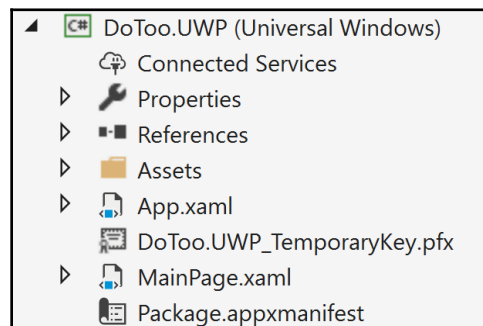 C# DoToo.UWP (Universal Windows)
Connected Services
Properties
References
Assets
App.xaml
DoToo.UWP_TemporaryKey.pfx
MainPage.xaml
Package.appxmanifest